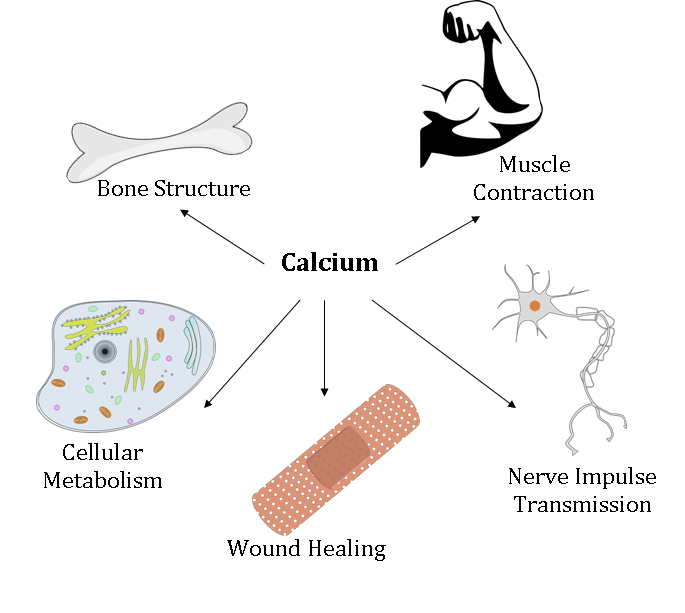 Muscle
Contraction
Bone Structure
Calcium
Cellular
Metabolism
Nerve Impulse
Transmission
Wound Healing